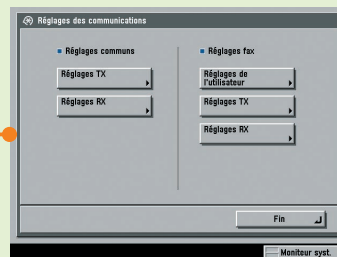 Réglages des communications
Réglages communs
Réglages TX
Réglages RX
Réglages fax
Réglages de
l'utilisateur
Réglages TX
Réglages RX
Fin
Moniteur syst.